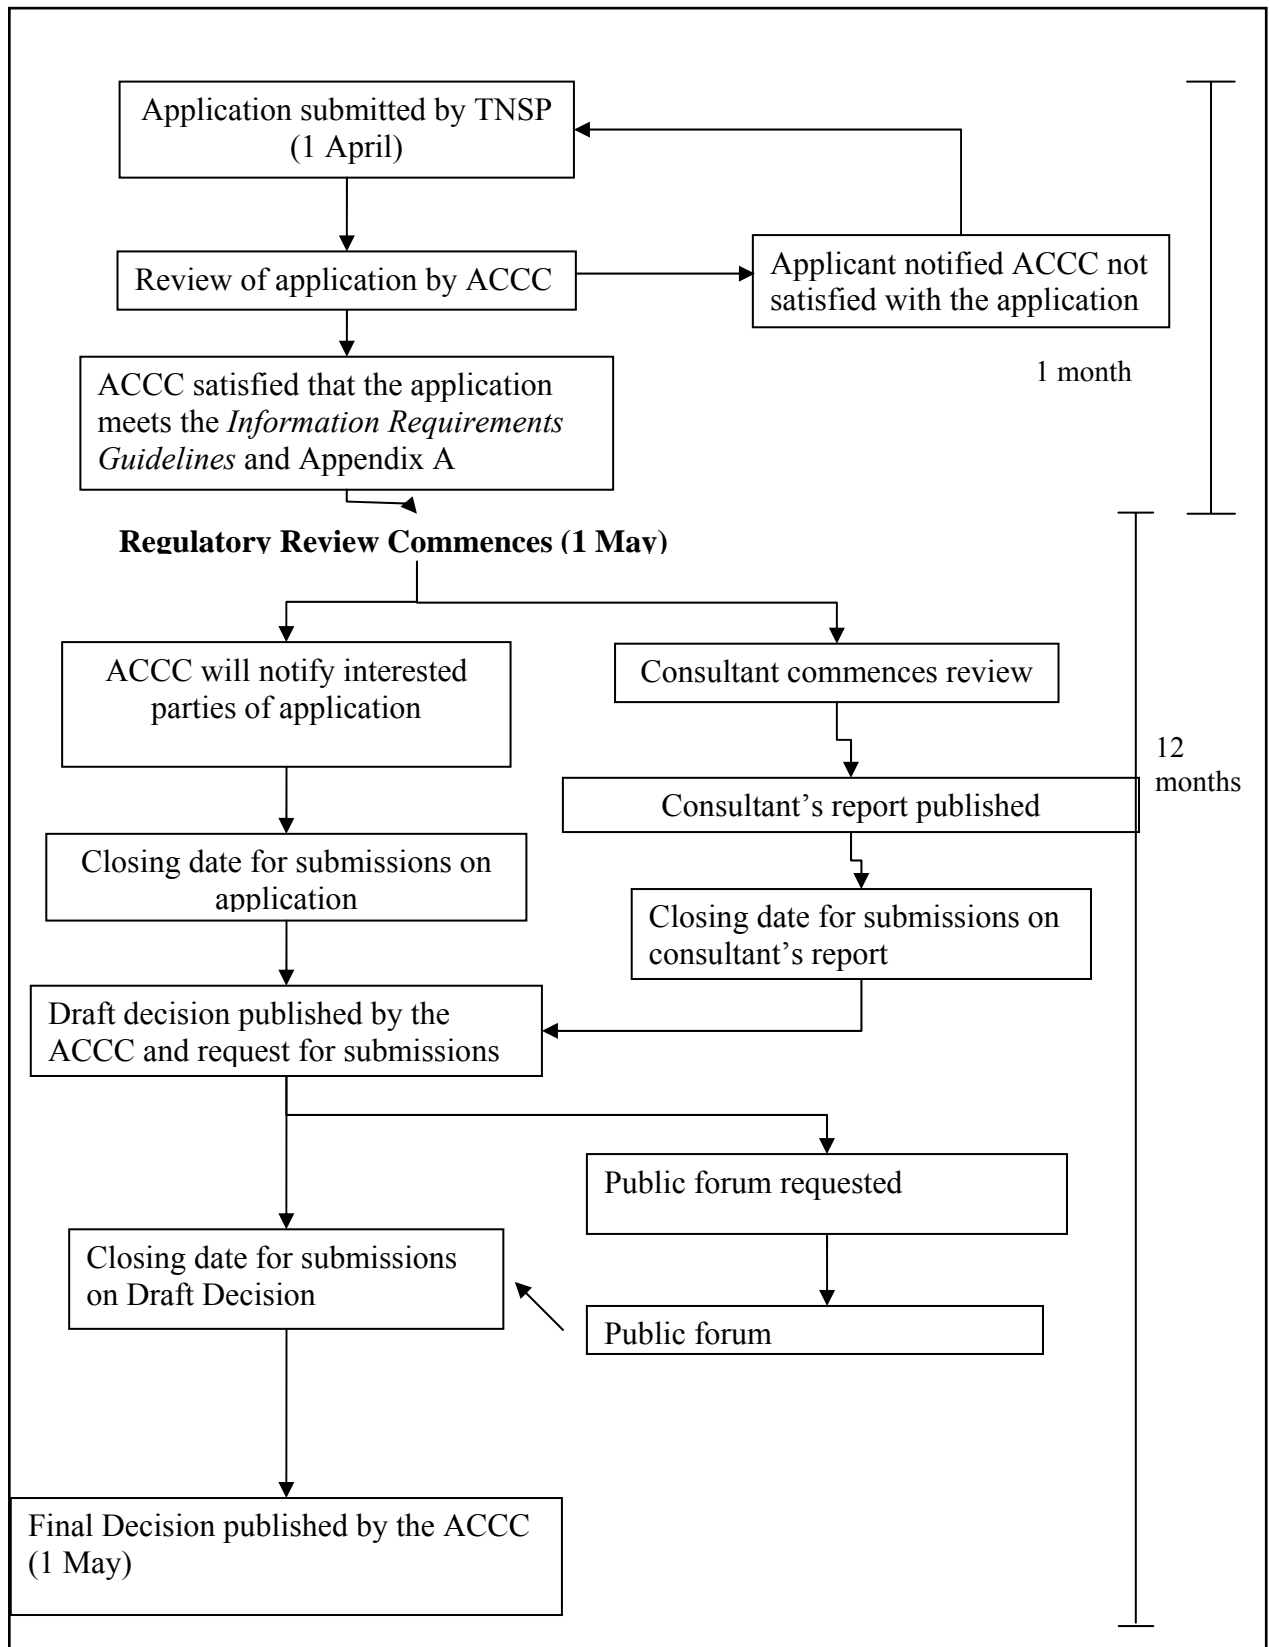 Application submitted by TNSP
(1 April)
Review of application by ACCC
Applicant notified ACCC not
satisfied with the application
1 month
ACCC satisfied that the application
meets the Information Requirements
Guidelines and Appendix A
Regulatory Review Commences (1 May)
ACCC will notify interested
parties of application
Consultant commences review
12
months
Consultant’s report published
Closing date for submissions on
application
Closing date for submissions on
consultant’s report
Draft decision published by the
ACCC and request for submissions
Public forum requested
Closing date for submissions
on Draft Decision
Public forum
Final Decision published by the ACCC
(1 May)